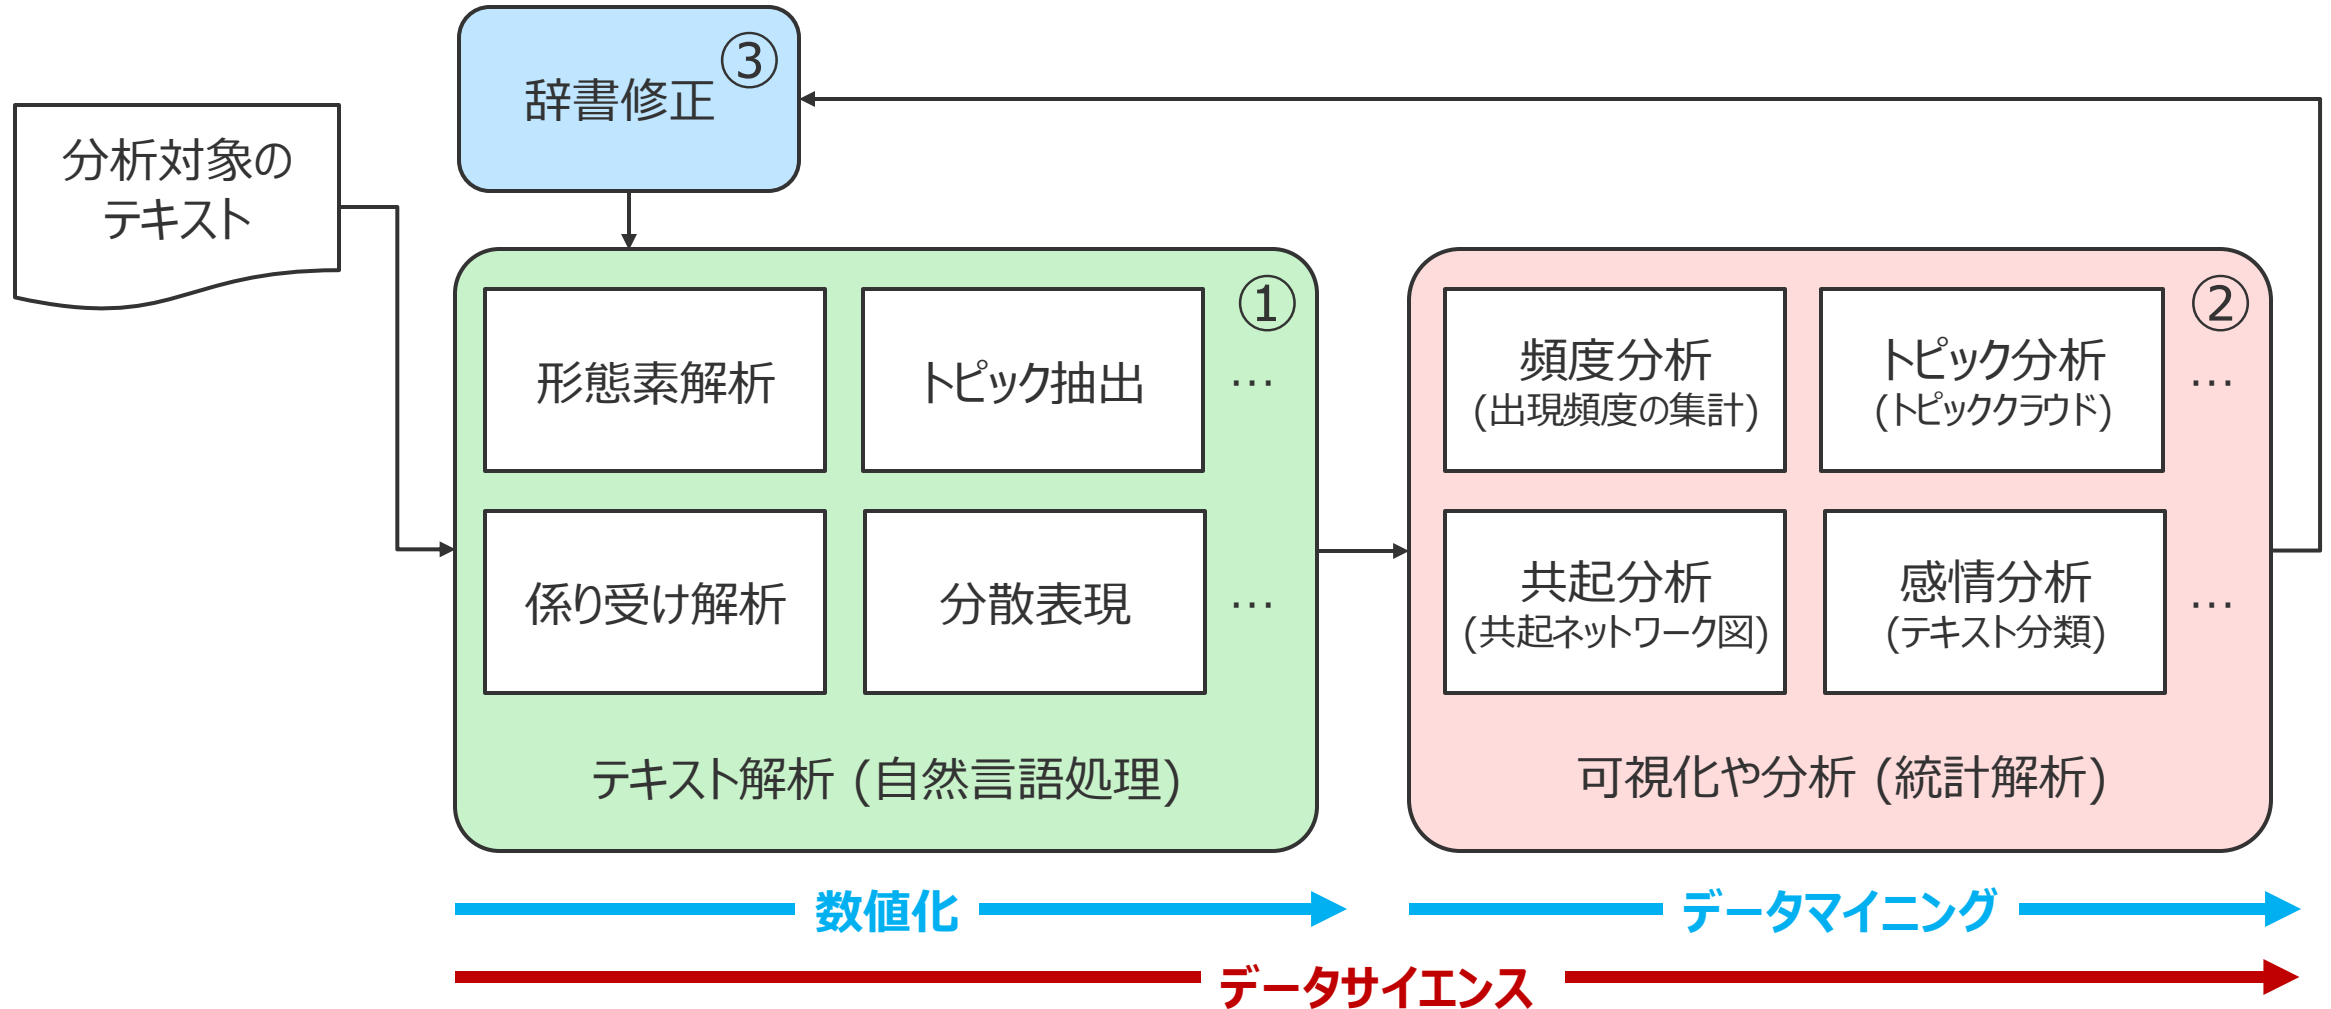 ③
辞書修正
分析対象の
テキスト
①
形態素解析
トピック抽出
…
係り受け解析
分散表現
…
テキスト解析 (自然言語処理)
②
頻度分析
(出現頻度の集計)
トピック分析
(トピッククラウド)
…
共起分析
(共起ネットワーク図)
感情分析
(テキスト分類)
…
可視化や分析 (統計解析)
数値化
データマイニング
データサイエンス